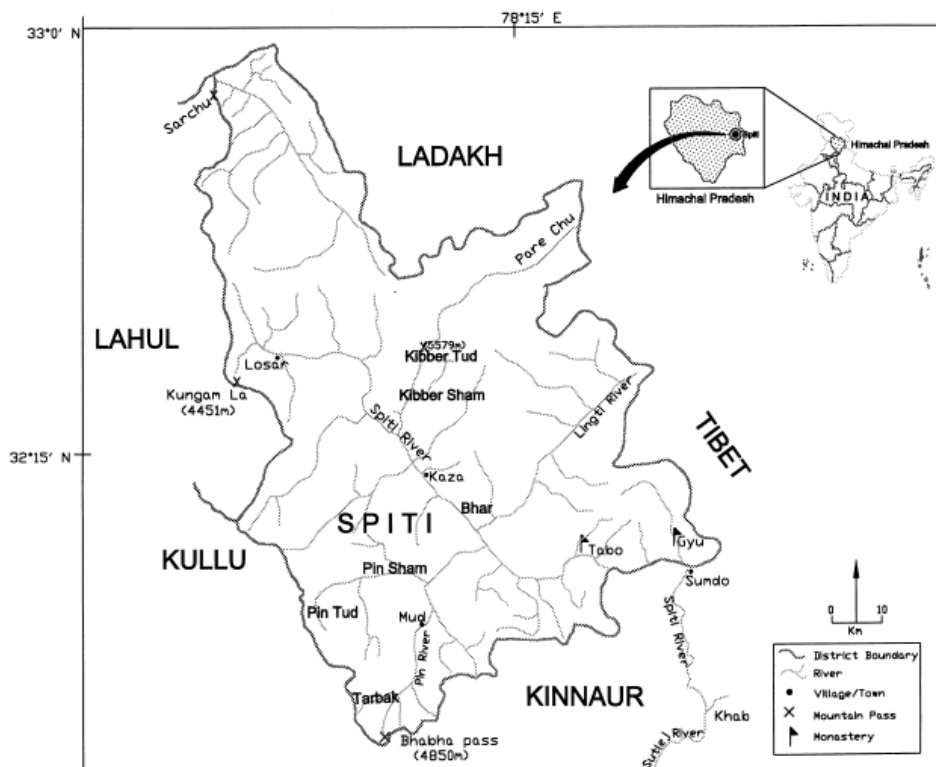 78°15' E
33°0' N
Sarchu
LADAKH
Spiti
Himachal Pradesh
Himachal Pradesh
INDIA
Pare Chu
LAHUL
Losar
(5579m)
Kibber Tud
Kungam La
(4451m)
Kibber Sham
Spiti River
Lingti River
TIBET
32°15' N
Kaza
Bhar
SPITI
KULLU
Tabo
Gyu
Sumdo
Pin Sham
Pin Tud
Mud
Pin River
Spiti River
Tarbak
KINNAUR
Khab
Bhabha pass
(4850m)
Sutlej River
0 10
Km
District Boundary
River
Village/Town
Mountain Pass
Monastery